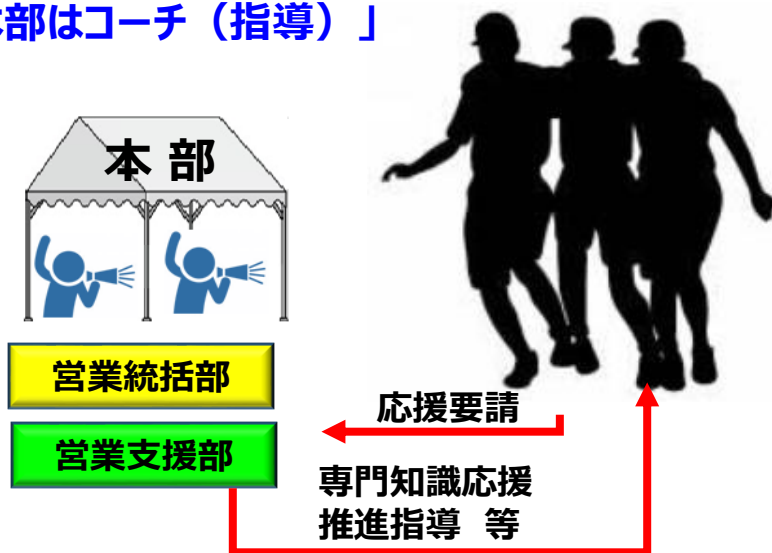 部はコーチ（指導）」
本 部
営業統括部
営業支援部
応援要請
専門知識応援
推進指導 等